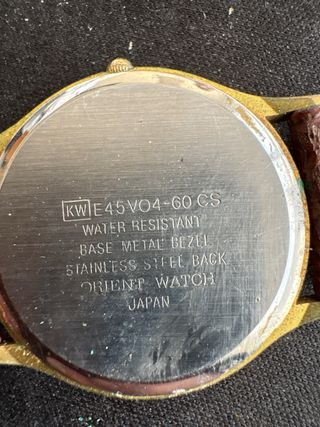 KW E45V04-60 CS
WATER RESISTANT
BASE METAL BEZEL
STAINLESS STEEL BACK
ORIENT WATCH
JAPAN